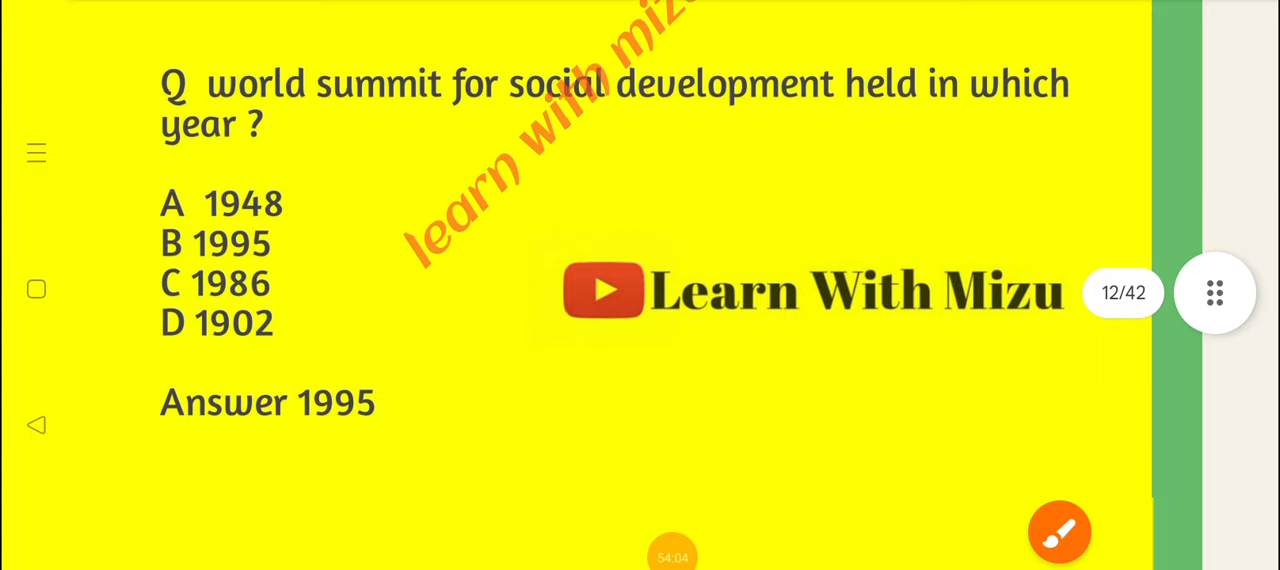 Q world summit for social development held in which
year ?
A 1948
B 1995
C 1986
D 1902
Answer 1995
learn with mizu
Learn With Mizu
12/42
54:04